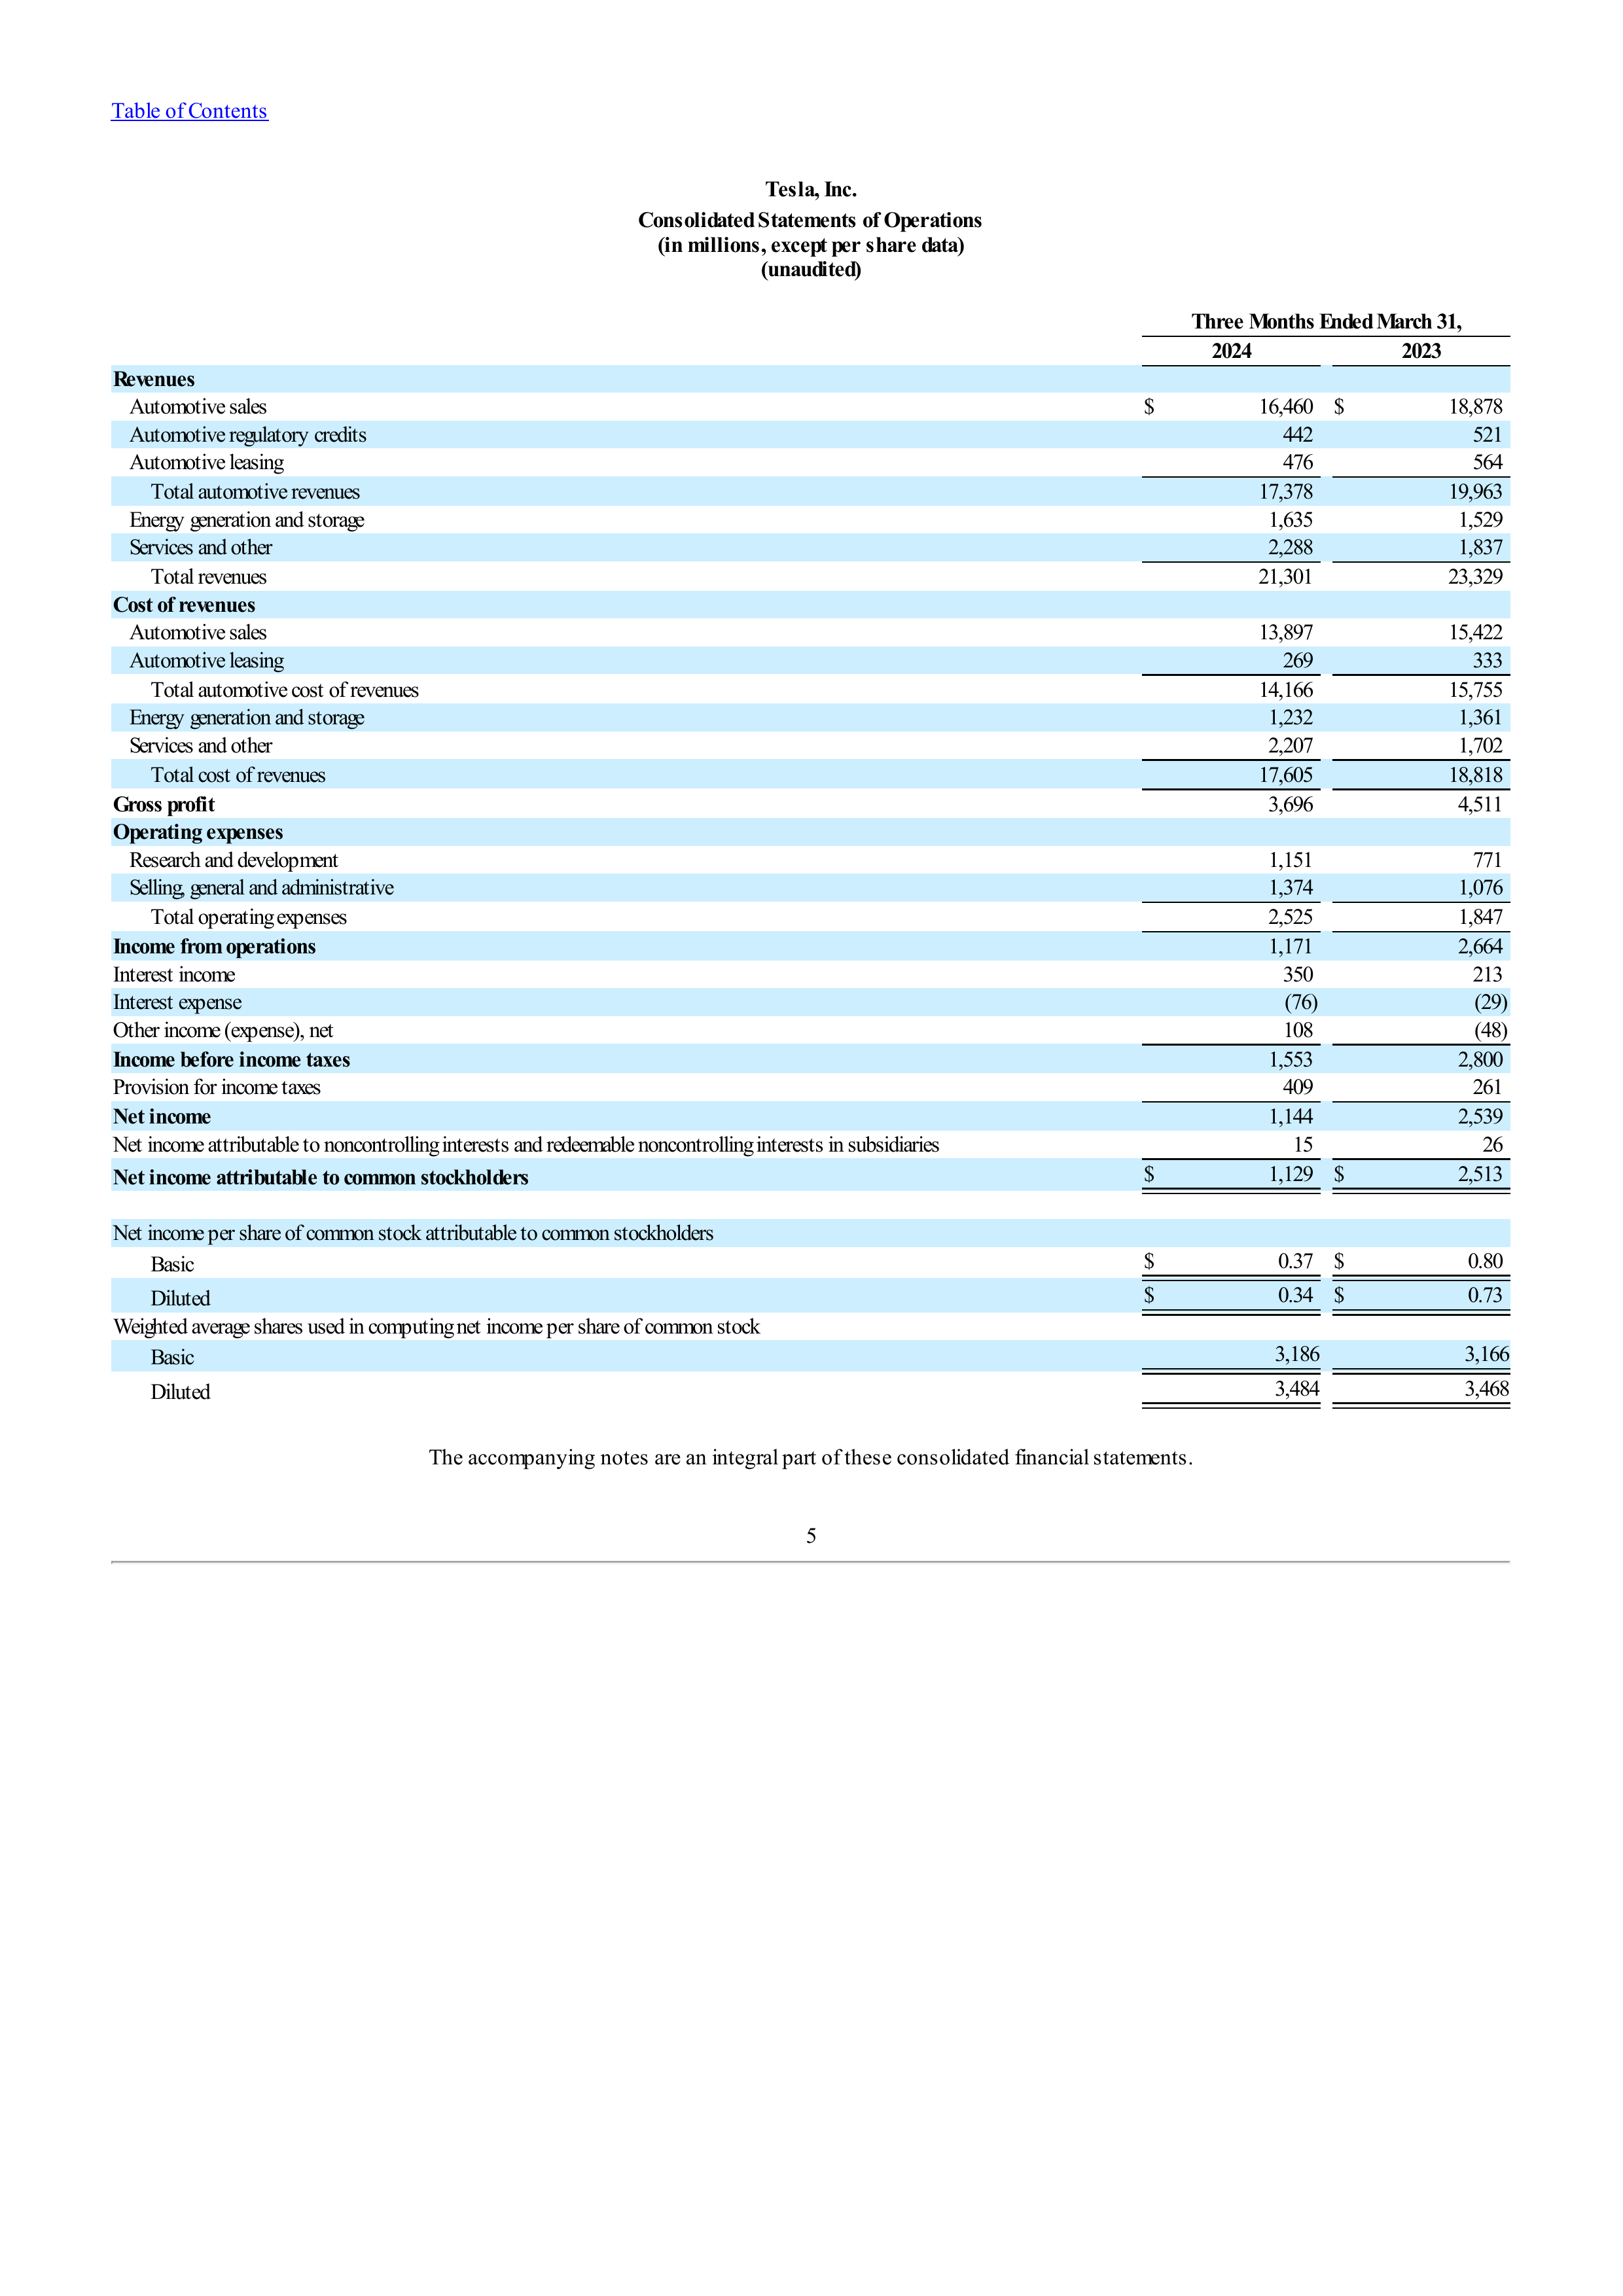 Table of Contents
Tesla, Inc.
Consolidated Statements of Operations
(in millions, except per share data)
(unaudited)
Three Months Ended March 31,
2024 2023
Revenues
Automotive sales $ 16,460 $ 18,878
Automotive regulatory credits 442 521
Automotive leasing 476 564
Total automotive revenues 17,378 19,963
Energy generation and storage 1,635 1,529
Services and other 2,288 1,837
Total revenues 21,301 23,329
Cost of revenues
Automotive sales 13,897 15,422
Automotive leasing 269 333
Total automotive cost of revenues 14,166 15,755
Energy generation and storage 1,232 1,361
Services and other 2,207 1,702
Total cost of revenues 17,605 18,818
Gross profit 3,696 4,511
Operating expenses
Research and development 1,151 771
Selling, general and administrative 1,374 1,076
Total operating expenses 2,525 1,847
Income from operations 1,171 2,664
Interest income 350 213
Interest expense (76) (29)
Other income (expense), net 108 (48)
Income before income taxes 1,553 2,800
Provision for income taxes 409 261
Net income 1,144 2,539
Net income attributable to noncontrolling interests and redeemable noncontrolling interests in subsidiaries 15 26
Net income attributable to common stockholders $ 1,129 $ 2,513
Net income per share of common stock attributable to common stockholders
Basic $ 0.37 $ 0.80
Diluted $ 0.34 $ 0.73
Weighted average shares used in computing net income per share of common stock
Basic 3,186 3,166
Diluted 3,484 3,468
The accompanying notes are an integral part of these consolidated financial statements.
5